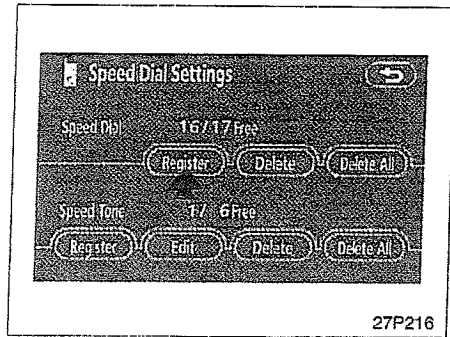 Speed Dial Settings
Speed Dial 16/17 Free
Register Delete Delete All
Speed Tone 1/ 6 Free
Register Edit Delete Delete All
27P216